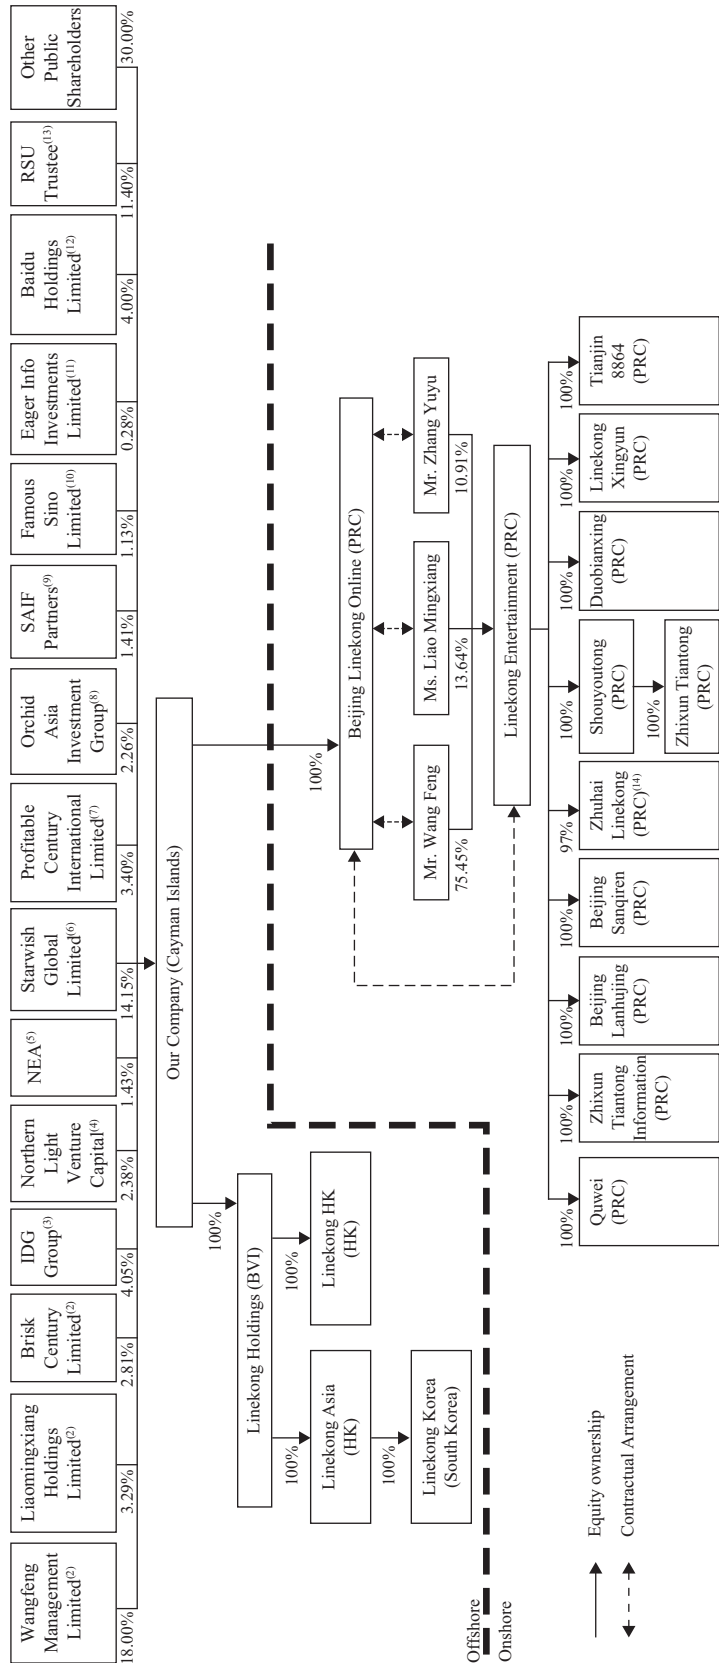 Wangfeng
Management
Limited(2)
Liaomingxiang
Holdings
Limited(2)
Brisk
Century
Limited(2)
IDG
Group(3)
Northern
Light
Venture
Capital(4)
NEA(5)
Starwish
Global
Limited(6)
Profitable
Century
International
Limited(7)
Orchid
Asia
Investment
Group(8)
SAIF
Partners(9)
Famous
Sino
Limited(10)
Eager Info
Investments
Limited(11)
Baidu
Holdings
Limited(12)
RSU
Trustee(13)
Other
Public
Shareholders
18.00%
3.29%
2.81%
4.05%
2.38%
1.43%
14.15%
3.40%
2.26%
1.41%
1.13%
0.28%
4.00%
11.40%
30.00%
Our Company (Cayman Islands)
100%
100%
Linekong Holdings (BVI)
100%
100%
Linekong Asia
(HK)
Linekong HK
(HK)
100%
Linekong Korea
(South Korea)
Offshore
Onshore
Beijing Linekong Online (PRC)
Mr. Wang Feng
Ms. Liao Mingxiang
Mr. Zhang Yuyu
75.45%
13.64%
10.91%
Linekong Entertainment (PRC)
100%
100%
100%
100%
97%
100%
100%
100%
100%
Quwei
(PRC)
Zhixun
Tiantong
Information
(PRC)
Beijing
Lanhujing
(PRC)
Beijing
Sanqiren
(PRC)
Zhuhai
Linekong
(PRC)(14)
Shouyoutong
(PRC)
Duobianxing
(PRC)
Linekong
Xingyun
(PRC)
Tianjin
8864
(PRC)
100%
Zhixun Tiantong
(PRC)
Equity ownership
Contractual Arrangement